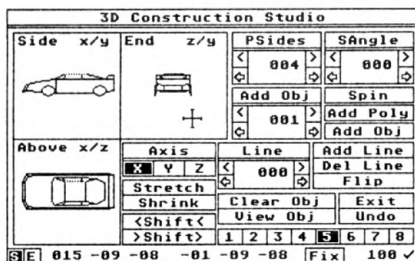 3D Construction Studio
Side x/y End z/y PSides SAngle
< 004 > < 000 >
Add Obj Spin
< 001 > Add Poly
Add Obj
Above x/z Axis Line Add Line
X Y Z < 000 > Del Line
Stretch Flip
Shrink Clear Obj Exit
<Shift< View Obj Undo
>Shift> 1 2 3 4 5 6 7 8
S E 015 -09 -08 -01 -09 -08 Fix 100 ✓